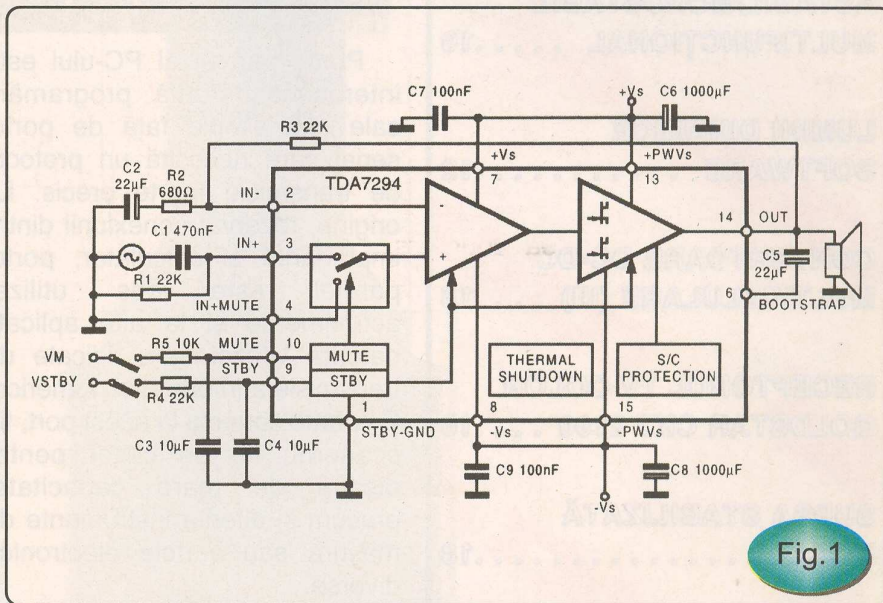 C7 100nF
+Vs
C6 1000µF
R3 22K
+Vs
7
+PWVs
13
C2
22µF
R2
680Ω
IN-
2
TDA7294
C1 470nF
IN+
3
-
+
14
OUT
C5
22µF
R1 22K
IN+MUTE
4
6
BOOTSTRAP
VM
R5 10K
MUTE
10
MUTE
VSTBY
STBY
9
STBY
R4 22K
THERMAL
SHUTDOWN
S/C
PROTECTION
1
STBY-GND
8
-Vs
15
-PWVs
C3 10µF
C4 10µF
C9 100nF
C8 1000µF
-Vs
Fig.1